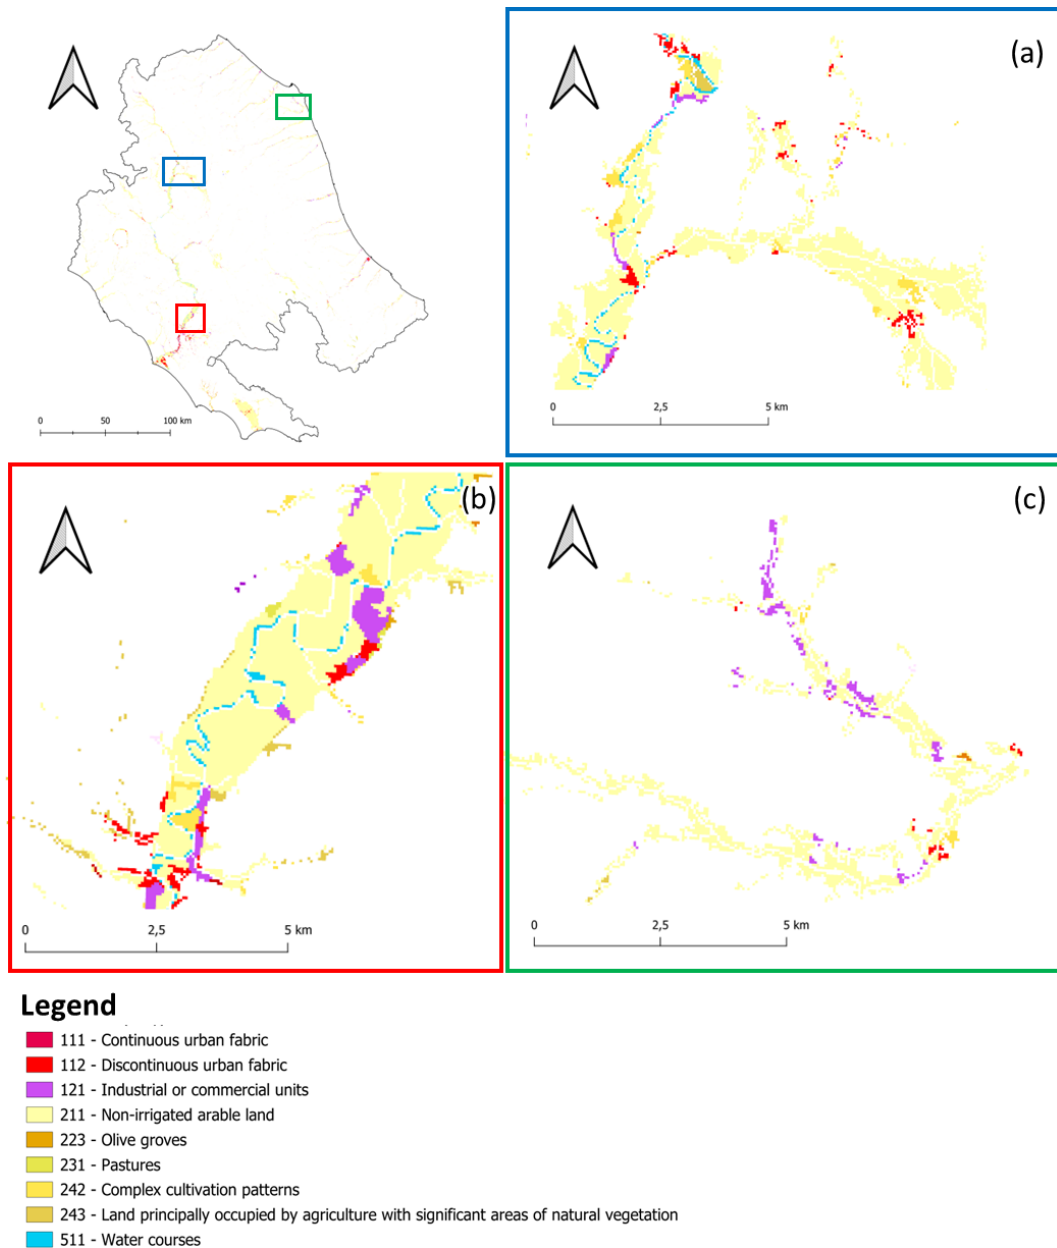 (a)
0 50 100 km
0 2,5 5 km
(b)
(c)
0 2,5 5 km
0 2,5 5 km
Legend
111 - Continuous urban fabric
112 - Discontinuous urban fabric
121 - Industrial or commercial units
211 - Non-irrigated arable land
223 - Olive groves
231 - Pastures
242 - Complex cultivation patterns
243 - Land principally occupied by agriculture with significant areas of natural vegetation
511 - Water courses